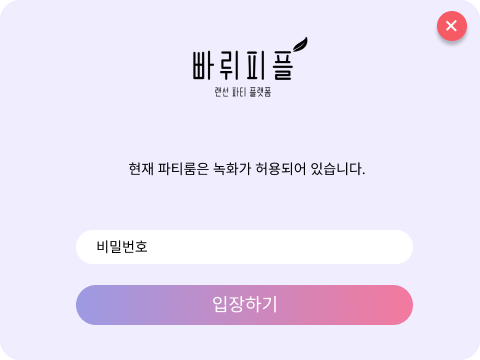 빠뤼피플
랜선 파티 플랫폼
현재 파티룸은 녹화가 허용되어 있습니다.
비밀번호
입장하기